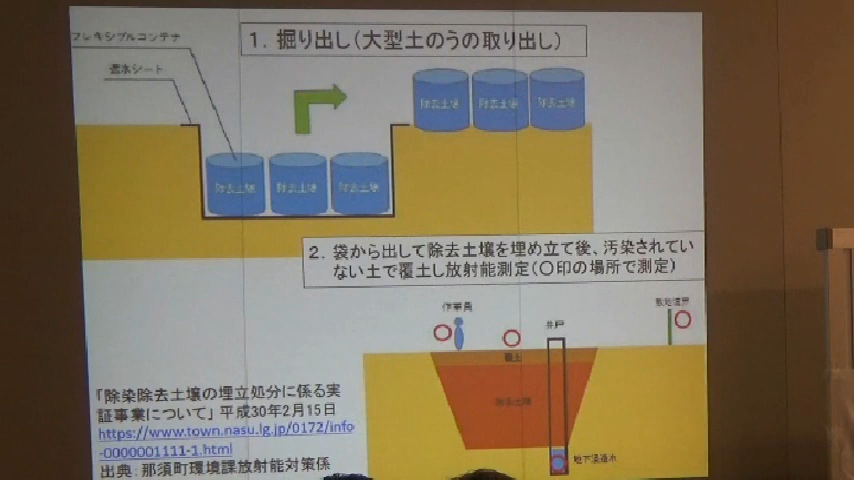 フレキシブルコンテナ
遮水シート
1. 掘り出し(大型土のうの取り出し)
除去土壌
除去土壌
除去土壌
除去土壌
除去土壌
除去土壌
2. 袋から出して除去土壌を埋め立て後、汚染されてい
ない土で覆土し放射能測定(○印の場所で測定)
作業員
井戸
敷地境界
覆土
除去土壌
地下浸透水
「除染除去土壌の埋立処分に係る実
証事業について」平成30年2月15日
https://www.town.nasu.lg.jp/0172/info
-0000001111-1.html
出典:那須町環境課放射能対策係